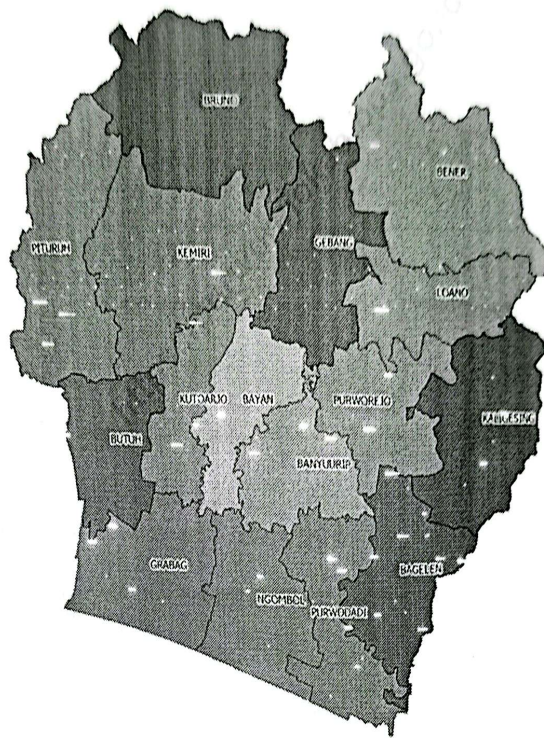 BRUNO
BENER
PITURUH
KEMIRI
GEBANG
LOANO
KUTOARJO
BAYAN
PURWOREJO
KALIGESING
BUTUH
BANYUURIP
GRABAG
BAGELEN
NGOMBOL
PURWODADI